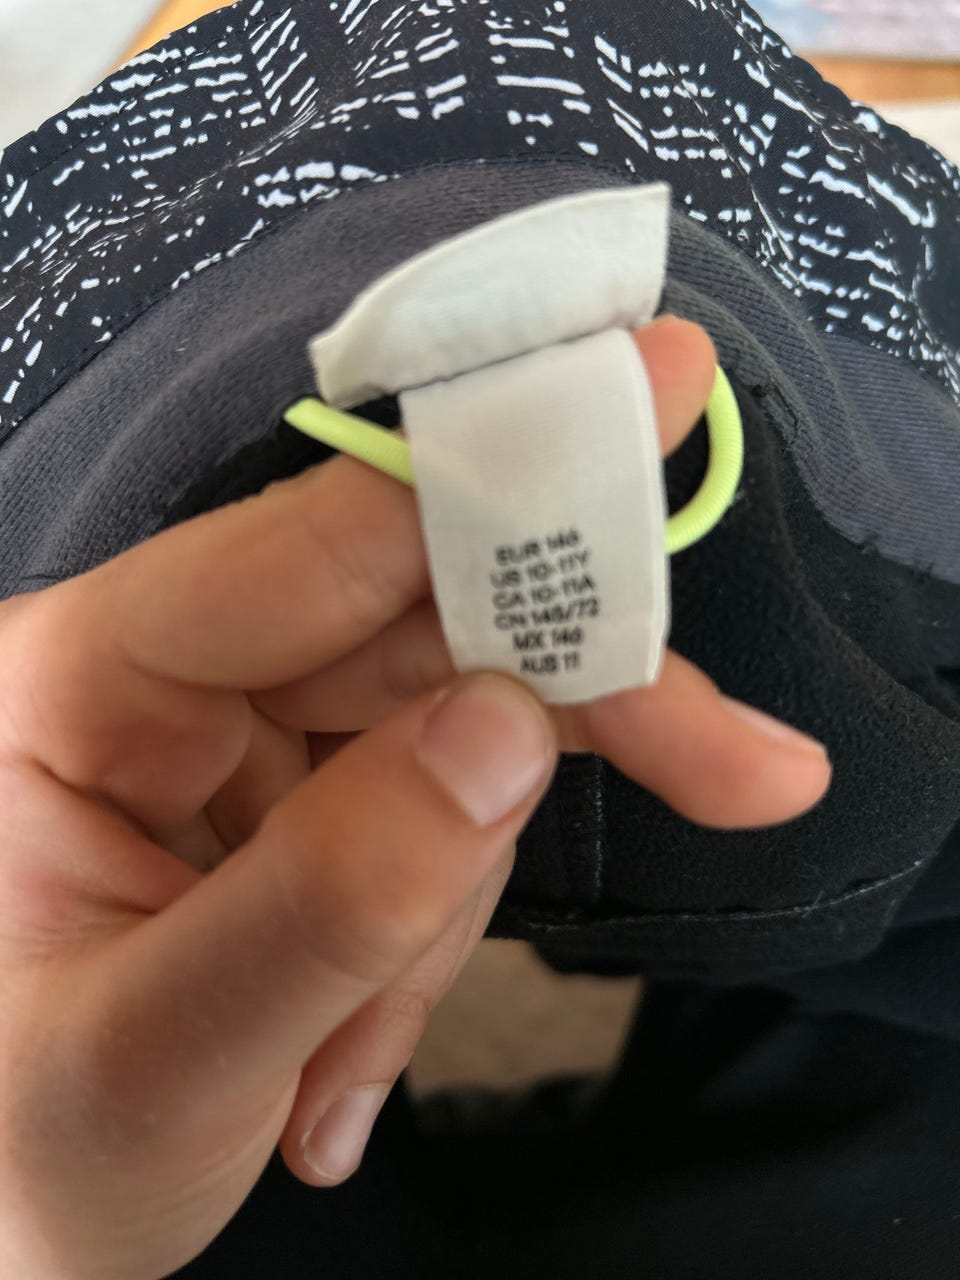 EUR 146
US 10-11Y
CA 10-11A
CN 145/72
MX 146
AUS 11